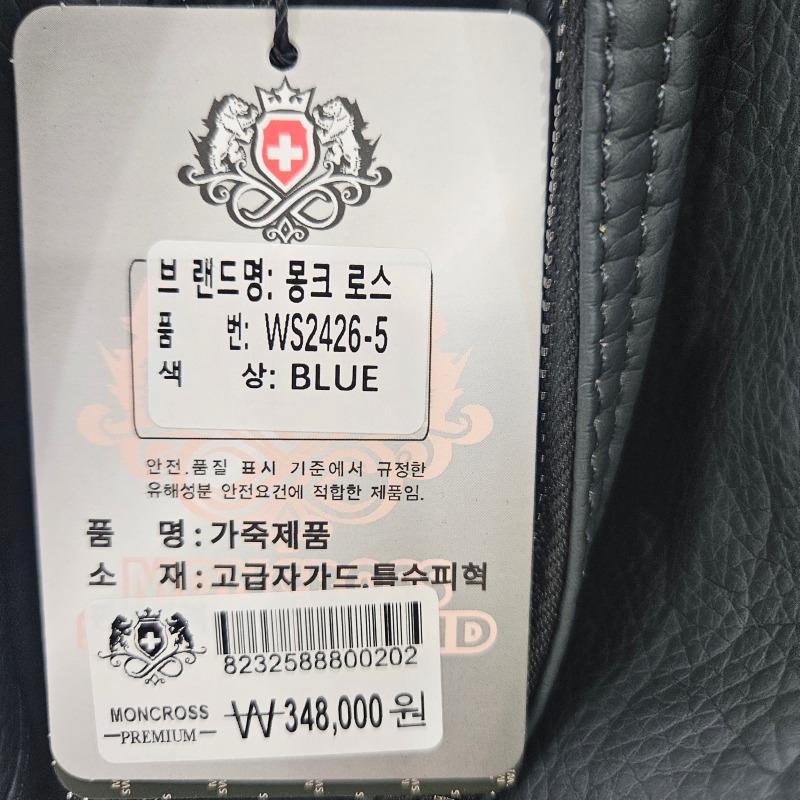 브 랜드명: 몽크 로스
품 번: WS2426-5
색 상: BLUE
안전.품질 표시 기준에서 규정한
유해성분 안전요건에 적합한 제품임.
품 명 : 가죽제품
소 재 : 고급자가드.특수피혁
8232588800202
MONCROSS
PREMIUM
₩348,000원